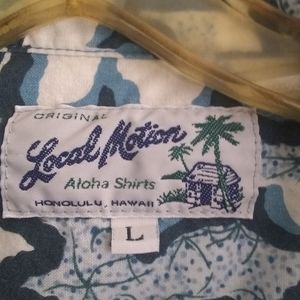 ORIGINAL
Local Motion
Aloha Shirts
HONOLULU, HAWAII
L